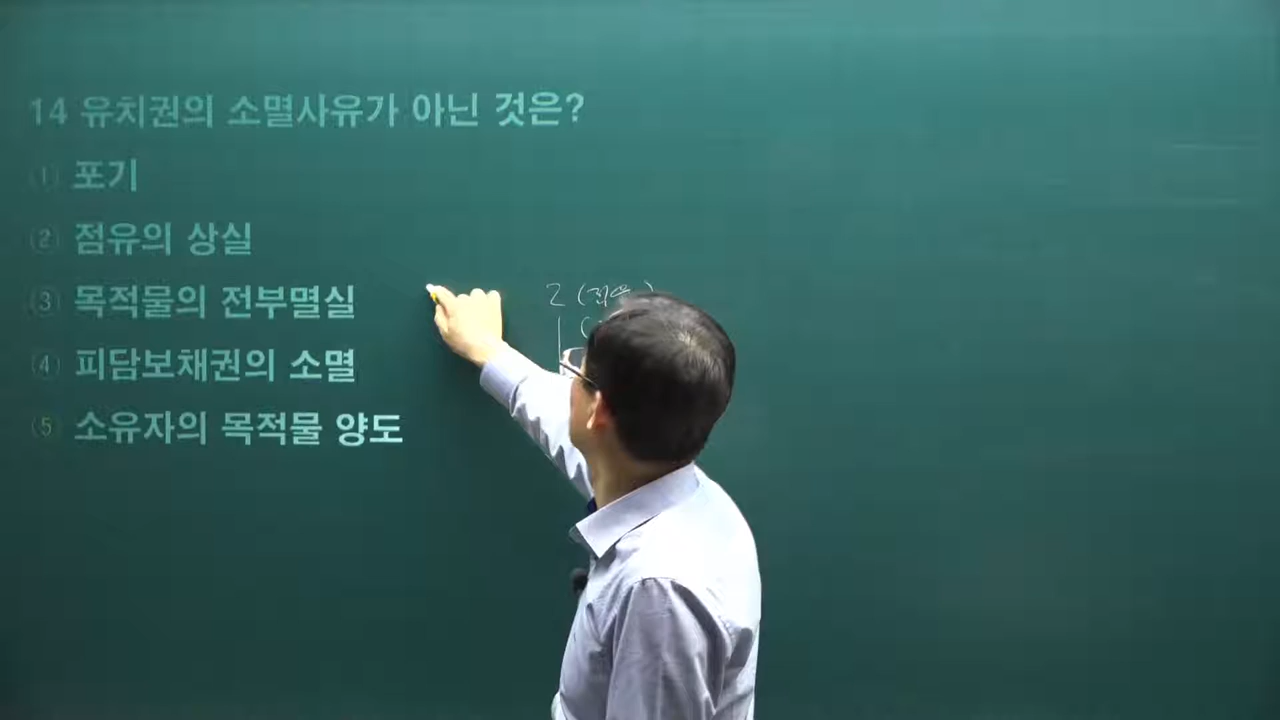 14 유치권의 소멸사유가 아닌 것은?
(1) 포기
(2) 점유의 상실
(3) 목적물의 전부멸실
(4) 피담보채권의 소멸
(5) 소유자의 목적물 양도
2